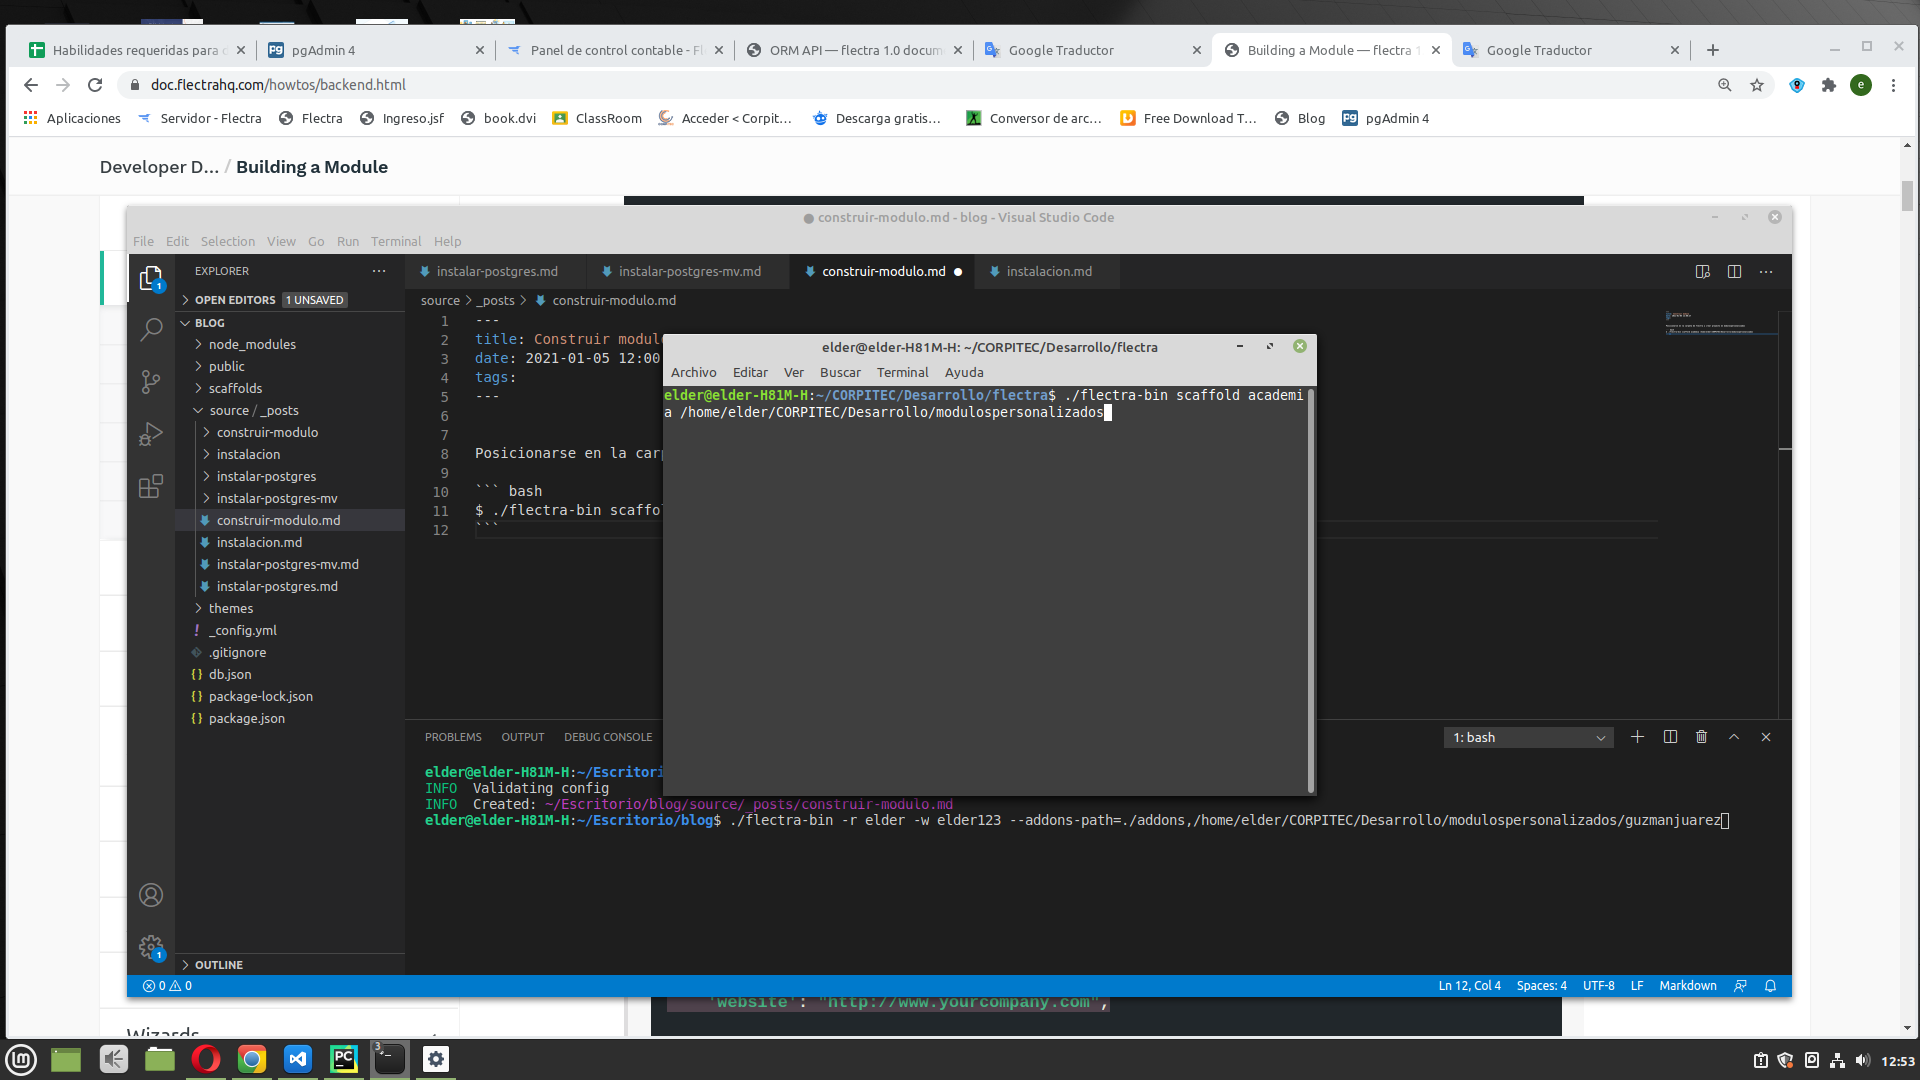 Habilidades requeridas para d
pgAdmin 4
Panel de control contable - Fl
ORM API — flectra 1.0 docum
Google Traductor
Building a Module — flectra 1
Google Traductor
doc.flectrahq.com/howtos/backend.html
e
Aplicaciones
Servidor - Flectra
Flectra
Ingreso.jsf
book.dvi
ClassRoom
Acceder < Corpit...
Descarga gratis...
Conversor de arc...
Free Download T...
Blog
pgAdmin 4
Developer D... / Building a Module
● construir-modulo.md - blog - Visual Studio Code
File Edit Selection View Go Run Terminal Help
EXPLORER
instalar-postgres.md
instalar-postgres-mv.md
construir-modulo.md
instalacion.md
1
OPEN EDITORS 1 UNSAVED
source > _posts > construir-modulo.md
BLOG
node_modules
public
scaffolds
source / _posts
construir-modulo
instalacion
instalar-postgres
instalar-postgres-mv
construir-modulo.md
instalacion.md
instalar-postgres-mv.md
instalar-postgres.md
themes
_config.yml
.gitignore
db.json
package-lock.json
package.json
OUTLINE
1
1 ---
2 title: Construir modul
3 date: 2021-01-05 12:00
4 tags:
5 ---
6
7
8 Posicionarse en la car
9
10 ``` bash
11 $ ./flectra-bin scaffol
12 ```
elder@elder-H81M-H: ~/CORPITEC/Desarrollo/flectra
Archivo Editar Ver Buscar Terminal Ayuda
elder@elder-H81M-H:~/CORPITEC/Desarrollo/flectra$ ./flectra-bin scaffold academi
a /home/elder/CORPITEC/Desarrollo/modulospersonalizados
PROBLEMS OUTPUT DEBUG CONSOLE
1: bash
elder@elder-H81M-H:~/Escritori
INFO Validating config
INFO Created: ~/Escritorio/blog/source/_posts/construir-modulo.md
elder@elder-H81M-H:~/Escritorio/blog$ ./flectra-bin -r elder -w elder123 --addons-path=./addons,/home/elder/CORPITEC/Desarrollo/modulospersonalizados/guzmanjuarez
0 0
Ln 12, Col 4 Spaces: 4 UTF-8 LF Markdown
'website': "http://www.yourcompany.com",
Wizards
3
12:53